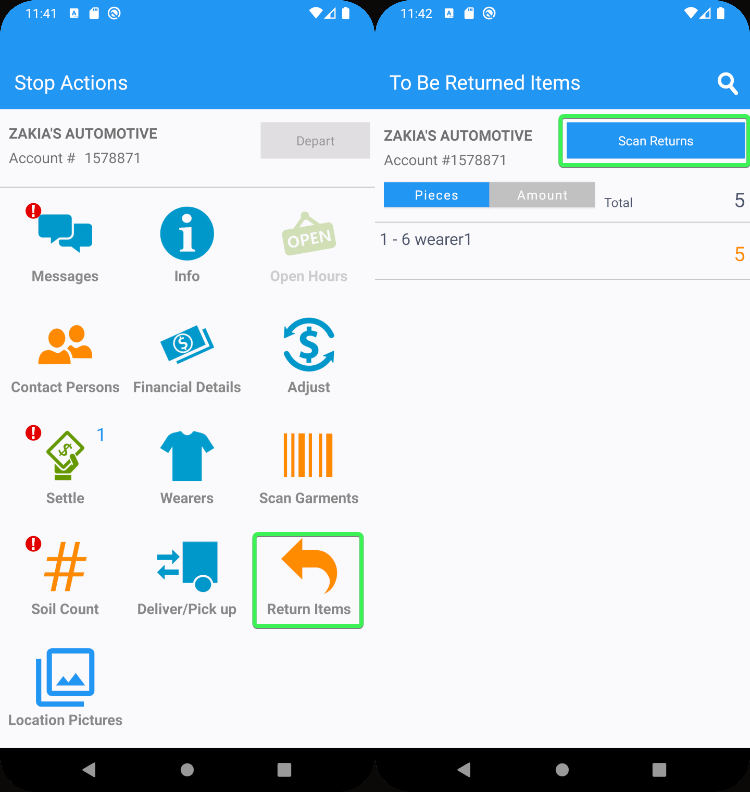 11:41
Stop Actions
ZAKIA'S AUTOMOTIVE
Account # 1578871
Depart
Messages
Info
OPEN
Open Hours
Contact Persons
Financial Details
Adjust
1
Settle
Wearers
Scan Garments
Soil Count
Deliver/Pick up
Return Items
Location Pictures
11:42
To Be Returned Items
ZAKIA'S AUTOMOTIVE
Account #1578871
Scan Returns
Pieces
Amount
Total
5
1 - 6 wearer1
5